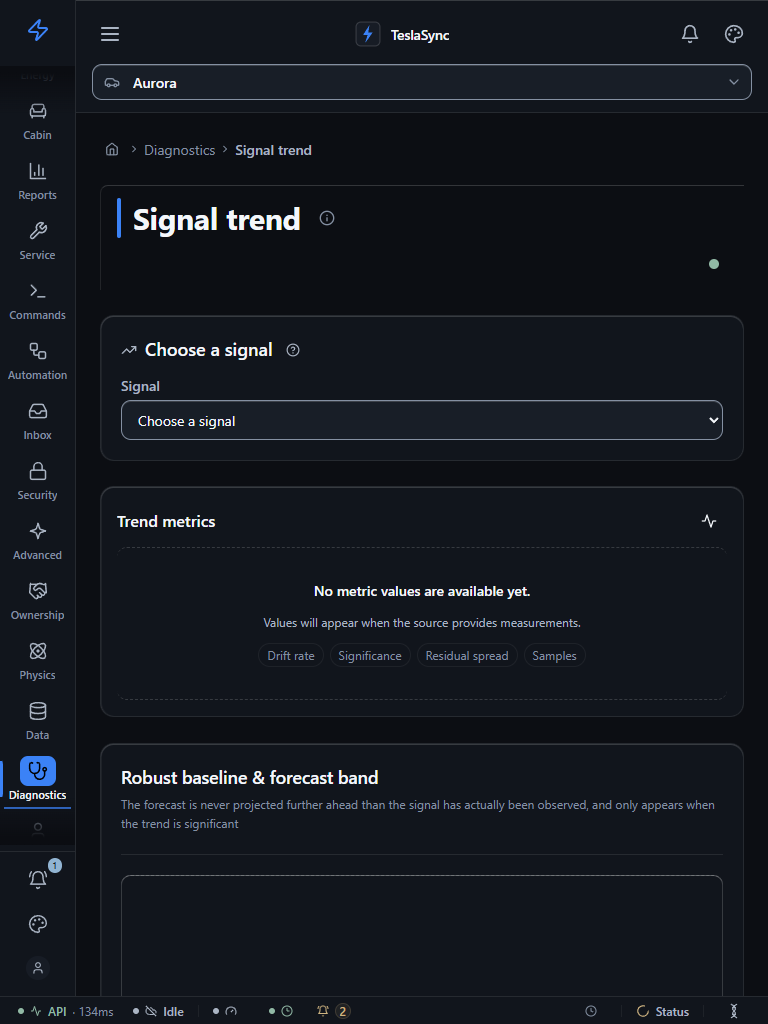 TeslaSync
Aurora
Energy
Cabin
Reports
Service
Commands
Automation
Inbox
Security
Advanced
Ownership
Physics
Data
Diagnostics
1
Diagnostics
Signal trend
Signal trend
Choose a signal
Signal
Choose a signal
Trend metrics
No metric values are available yet.
Values will appear when the source provides measurements.
Drift rate Significance Residual spread Samples
Robust baseline & forecast band
The forecast is never projected further ahead than the signal has actually been observed, and only appears when
the trend is significant
API · 134ms Idle 2 Status